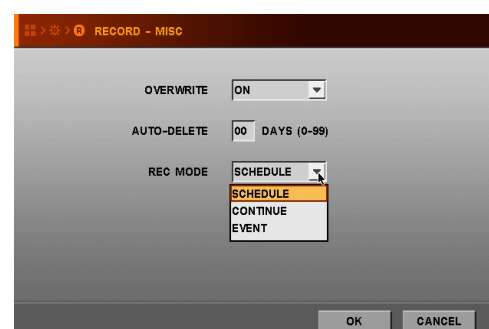 R RECORD - MISC
OVERWRITE ON
AUTO-DELETE 00 DAYS (0-99)
REC MODE SCHEDULE
SCHEDULE
CONTINUE
EVENT
OK CANCEL